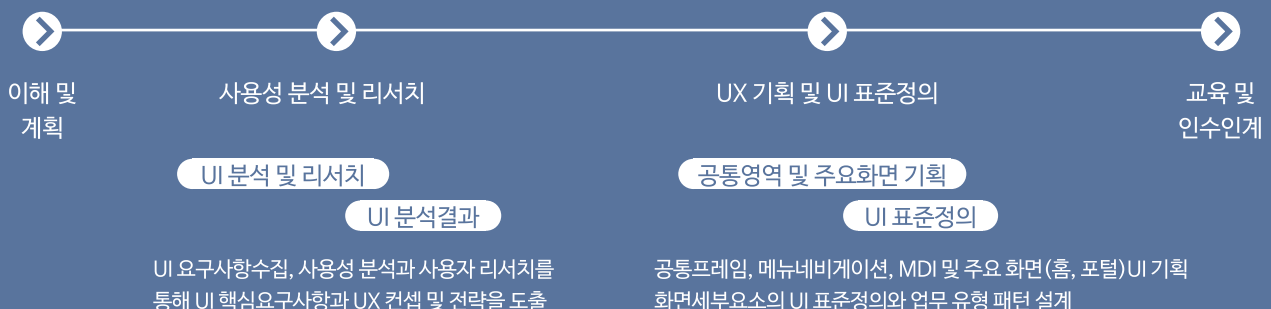 이해 및
계획
사용성 분석 및 리서치
UX 기획 및 UI 표준정의
교육 및
인수인계
UI 분석 및 리서치
UI 분석결과
공통영역 및 주요화면 기획
UI 표준정의
UI 요구사항수집, 사용성 분석과 사용자 리서치를
통해 UI 핵심요구사항과 UX 컨셉 및 전략을 도출
공통프레임, 메뉴네비게이션, MDI 및 주요 화면(홈, 포털)UI 기획
화면세부요소의 UI 표준정의와 업무 유형 패턴 설계